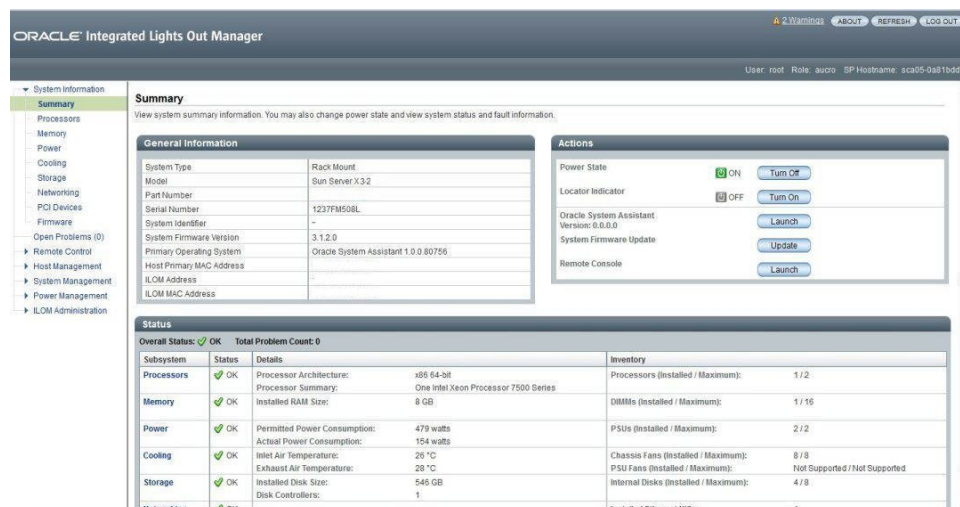 2 Warnings ABOUT REFRESH LOG OUT
ORACLE Integrated Lights Out Manager
User: root Role: aucro SP Hostname: sca05-0a81bdd
System Information
Summary
Processors
Memory
Power
Cooling
Storage
Networking
PCI Devices
Firmware
Open Problems (0)
Remote Control
Host Management
System Management
Power Management
ILOM Administration
Summary
View system summary information. You may also change power state and view system status and fault information.
General Information
System Type Rack Mount
Model Sun Server X3-2
Part Number
Serial Number 1237FM508L
System Identifier -
System Firmware Version 3.1.2.0
Primary Operating System Oracle System Assistant 1.0.0.80756
Host Primary MAC Address
ILOM Address
ILOM MAC Address
Actions
Power State ON Turn Off
Locator Indicator OFF Turn On
Oracle System Assistant
Version: 0.0.0.0 Launch
System Firmware Update Update
Remote Console Launch
Status
Overall Status: OK Total Problem Count: 0
Subsystem Status Details Inventory
Processors OK Processor Architecture: x86 64-bit Processors (Installed / Maximum): 1 / 2
Processor Summary: One Intel Xeon Processor 7500 Series
Memory OK Installed RAM Size: 8 GB DIMMs (Installed / Maximum): 1 / 16
Power OK Permitted Power Consumption: 479 watts PSUs (Installed / Maximum): 2 / 2
Actual Power Consumption: 154 watts
Cooling OK Inlet Air Temperature: 26 °C Chassis Fans (Installed / Maximum): 8 / 8
Exhaust Air Temperature: 28 °C PSU Fans (Installed / Maximum): Not Supported / Not Supported
Storage OK Installed Disk Size: 546 GB Internal Disks (Installed / Maximum): 4 / 8
Disk Controllers: 1